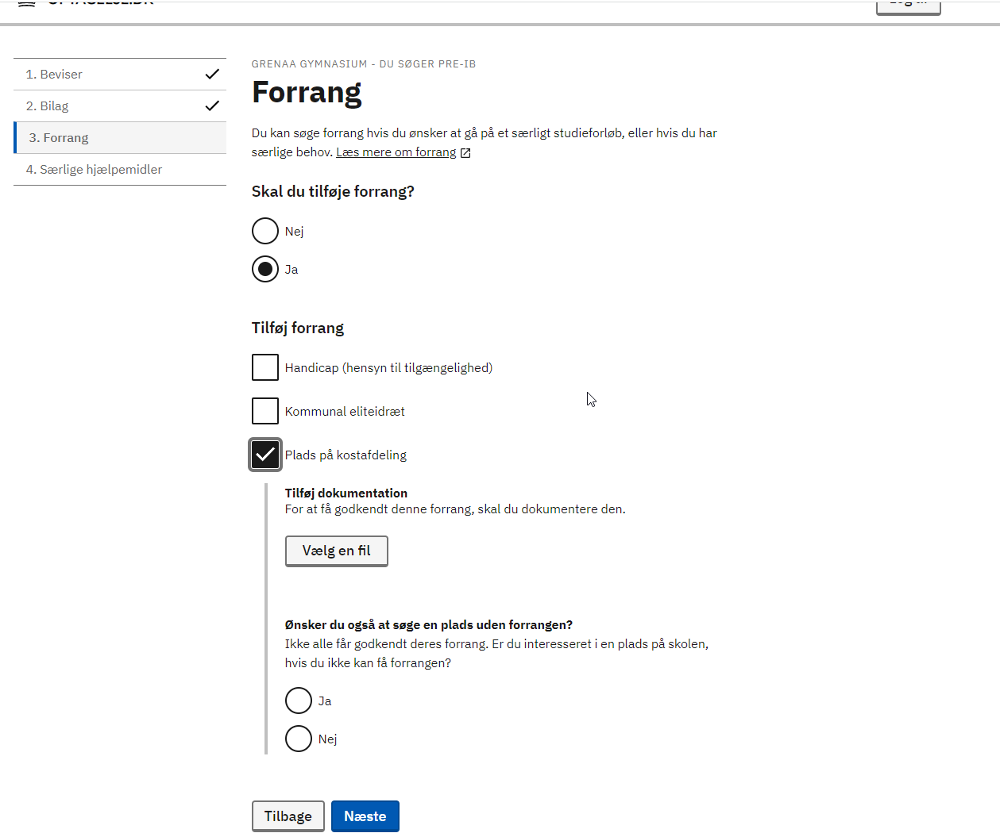 GRENAA GYMNASIUM - DU SØGER PRE-IB
Forrang
1. Beviser
2. Bilag
3. Forrang
4. Særlige hjælpemidler
Du kan søge forrang hvis du ønsker at gå på et særligt studieforløb, eller hvis du har
særlige behov. Læs mere om forrang
Skal du tilføje forrang?
Nej
Ja
Tilføj forrang
Handicap (hensyn til tilgængelighed)
Kommunal eliteidræt
Plads på kostafdeling
Tilføj dokumentation
For at få godkendt denne forrang, skal du dokumentere den.
Vælg en fil
Ønsker du også at søge en plads uden forrangen?
Ikke alle får godkendt deres forrang. Er du interesseret i en plads på skolen,
hvis du ikke kan få forrangen?
Ja
Nej
Tilbage
Næste